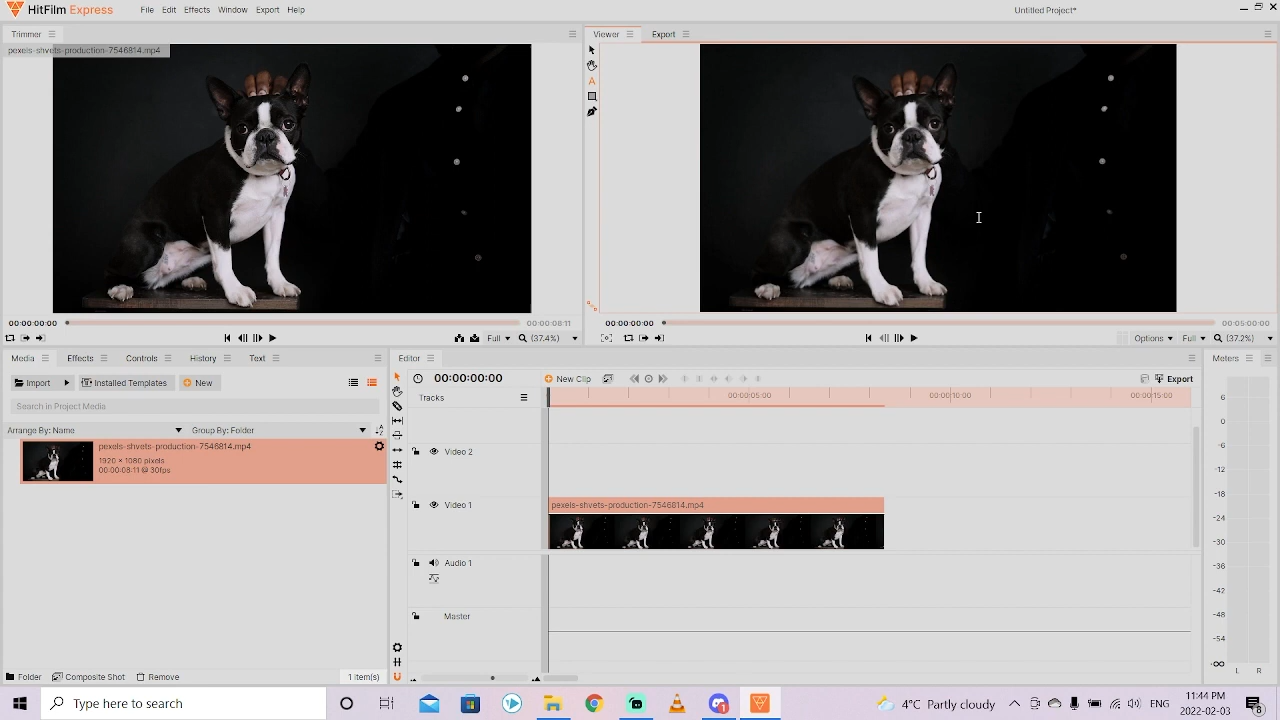 HitFilm Express
File Edit Effects Window Export Help
Untitled Project*
Trimmer
Viewer
Export
pexels-shvets-production-7546814.mp4
00:00:00:00
00:00:08:11
00:00:00:00
00:05:00:00
Full
(37.4%)
Options
Full
(37.2%)
Media
Effects
Controls
History
Text
Editor
Meters
Import
Installed Templates
New
00:00:00:00
New Clip
Export
Tracks
00:00:05:00
00:00:10:00
00:00:15:00
Search in Project Media
Arrange By: Name
Group By: Folder
pexels-shvets-production-7546814.mp4
1920 × 1080 pixels
00:00:08:11 @ 30fps
Video 2
Video 1
pexels-shvets-production-7546814.mp4
Audio 1
Master
6
0
-6
-12
-18
-24
-30
-36
-42
-48
-54
-∞
L R
Folder
Composite Shot
Remove
1 item(s)
Type here to search
1
4°C Partly cloudy
ENG
11:44 PM
2022-02-03
8